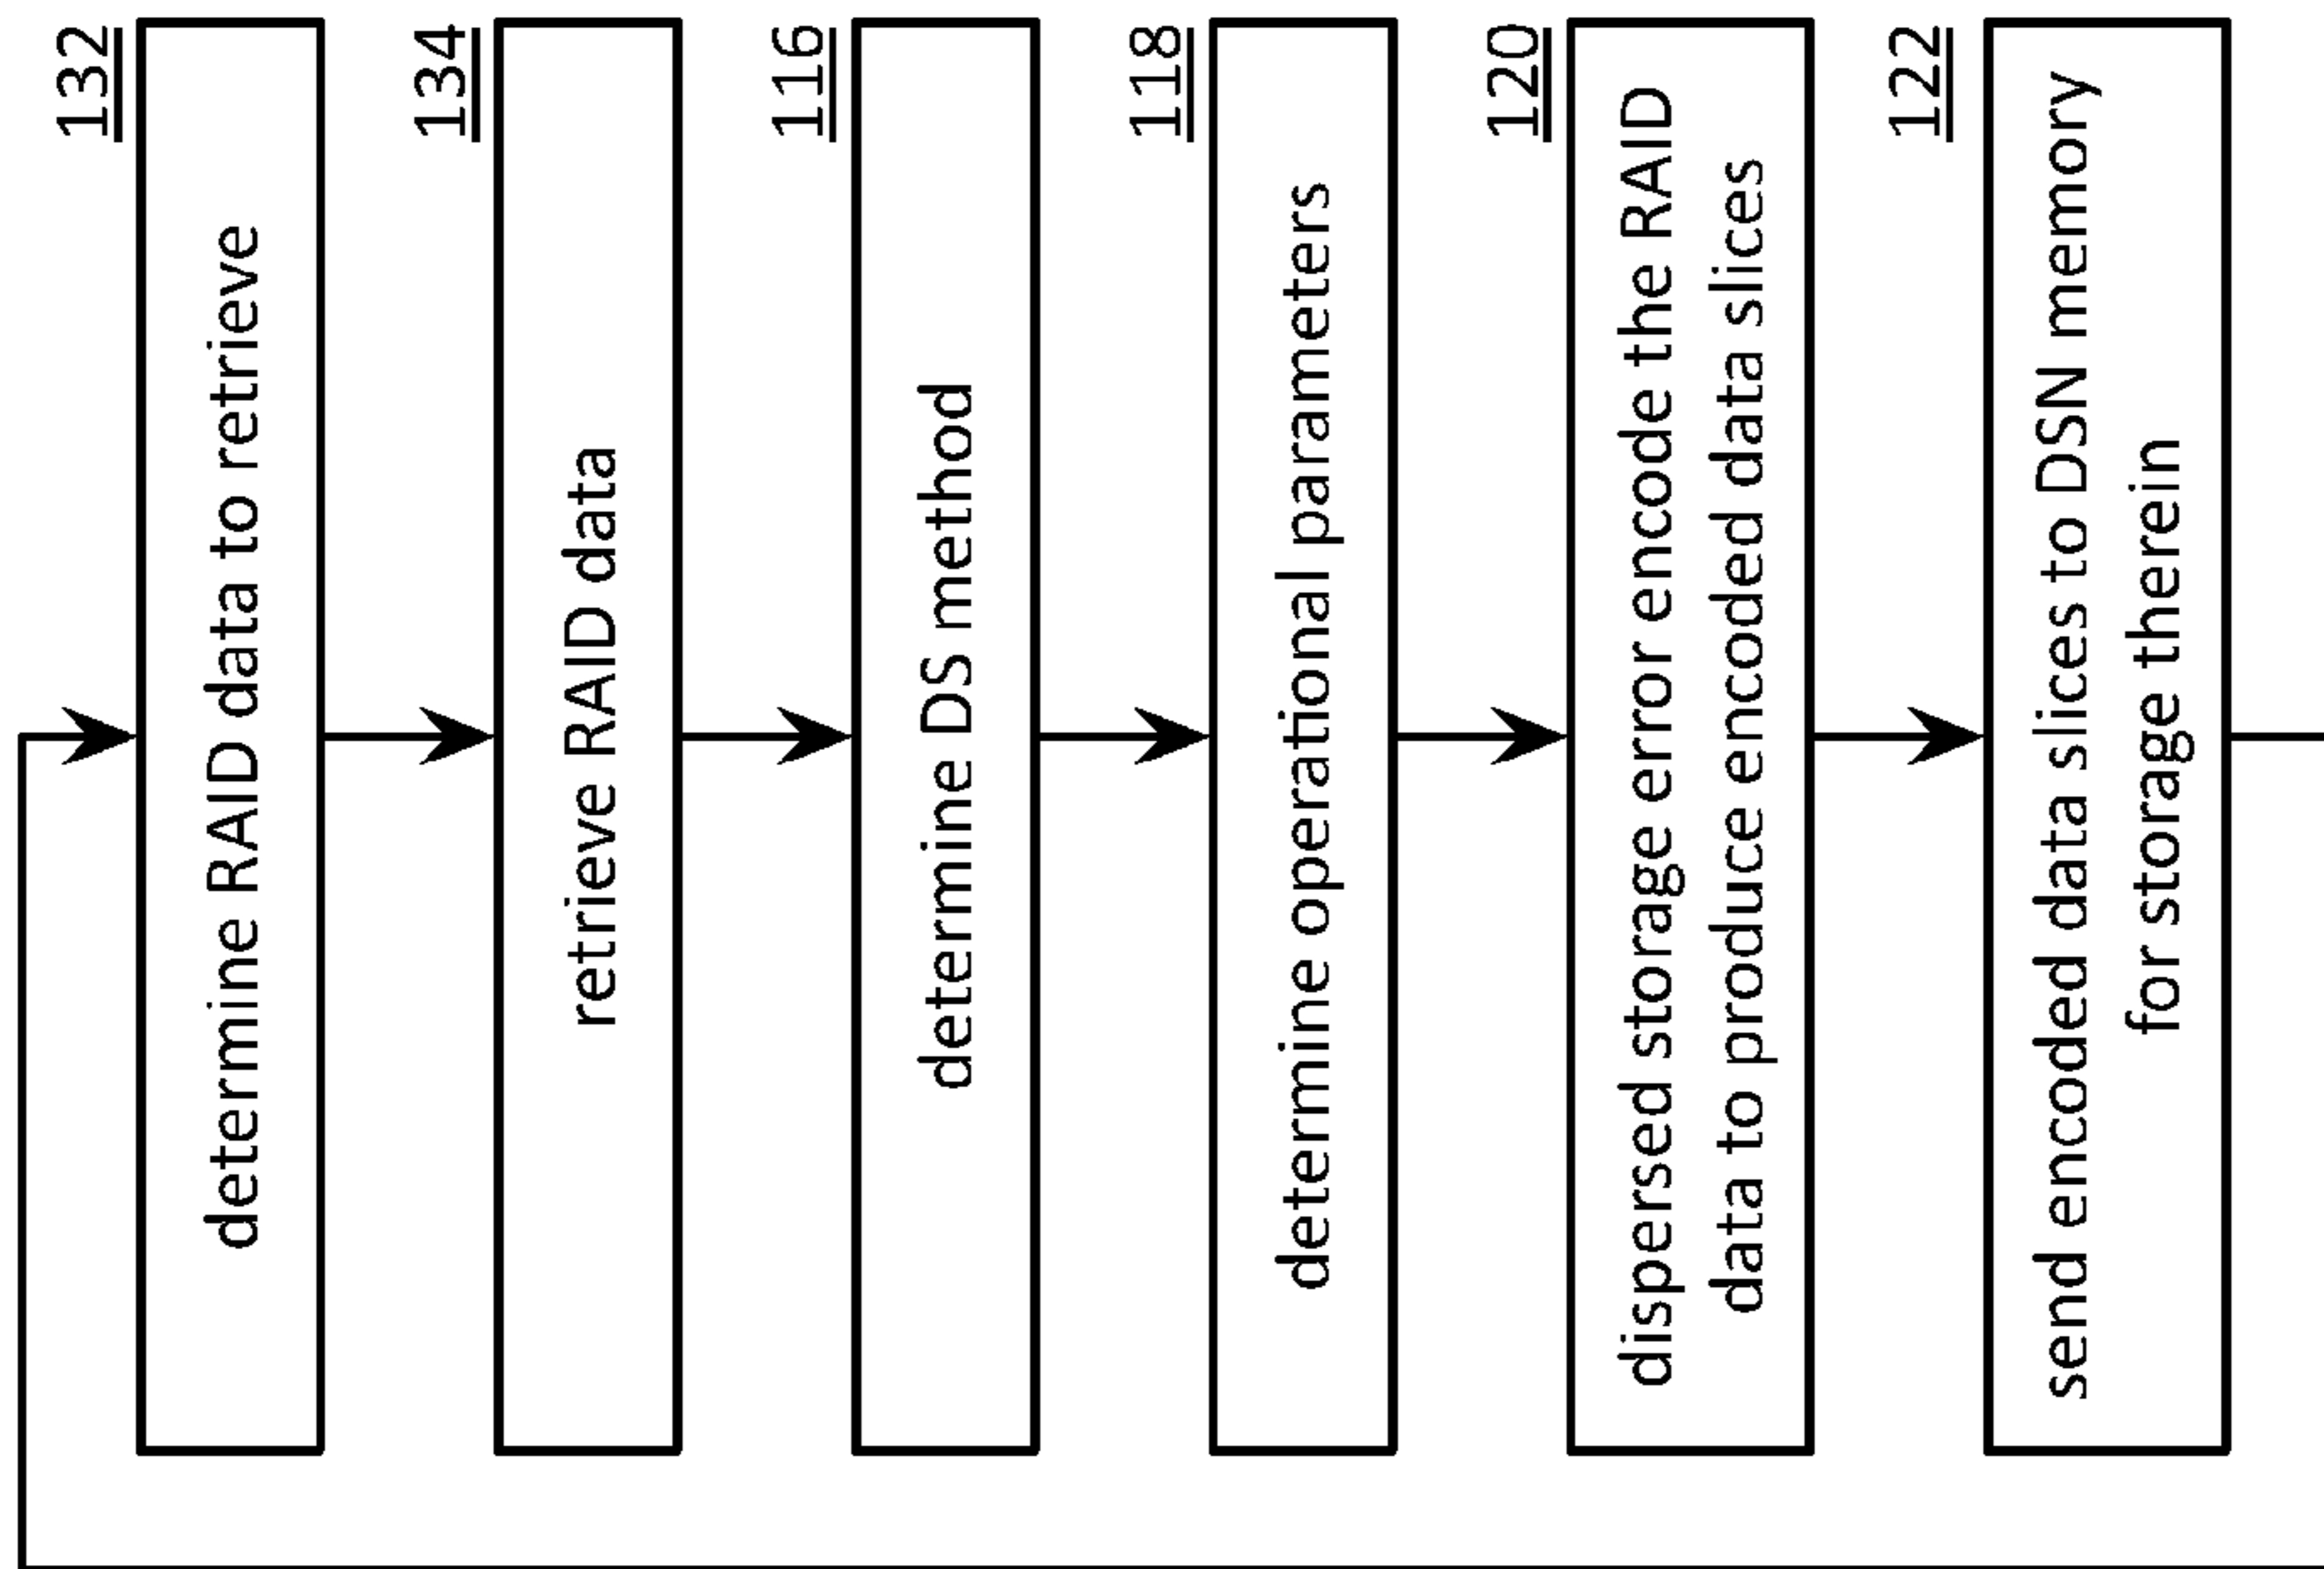 132
determine RAID data to retrieve
134
retrieve RAID data
116
determine DS method
118
determine operational parameters
120
dispersed storage error encode the RAID
data to produce encoded data slices
122
send encoded data slices to DSN memory
for storage therein